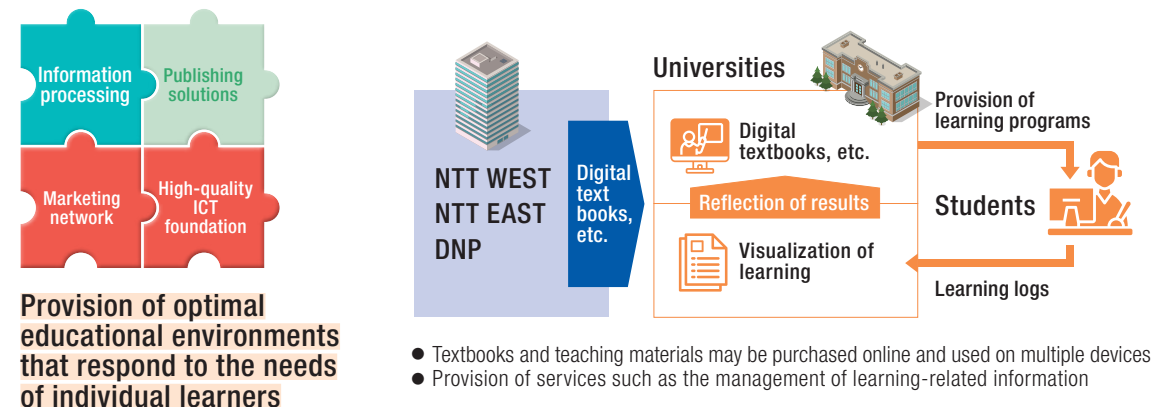 Information
processing
Publishing
solutions
Marketing
network
High-quality
ICT
foundation
Provision of optimal
educational environments
that respond to the needs
of individual learners
NTT WEST
NTT EAST
DNP
Digital
text
books,
etc.
Universities
Digital
textbooks, etc.
Reflection of results
Visualization of
learning
Provision of
learning programs
Students
Learning logs
● Textbooks and teaching materials may be purchased online and used on multiple devices
● Provision of services such as the management of learning-related information